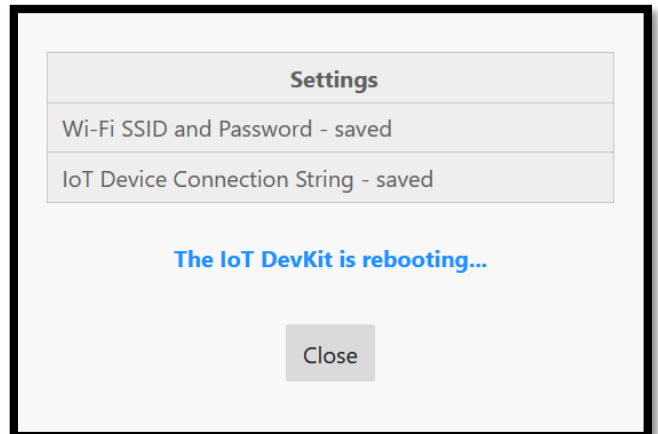 Settings
Wi-Fi SSID and Password - saved
IoT Device Connection String - saved
The IoT DevKit is rebooting...
Close